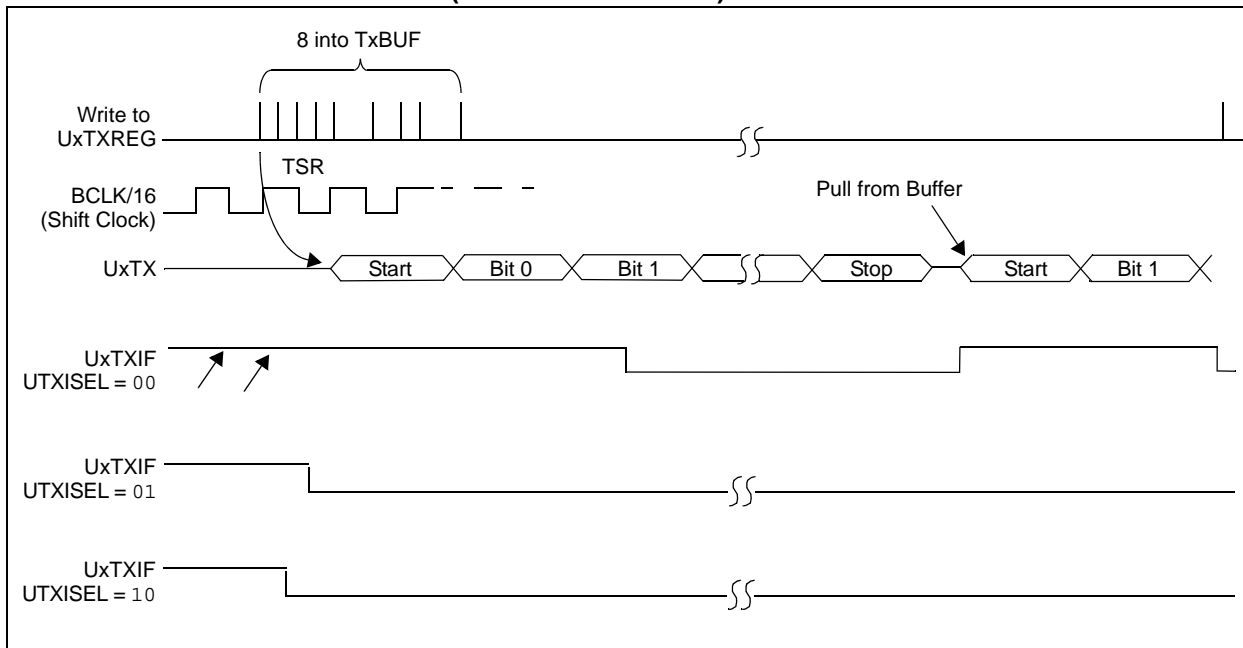 8 into TxBUF
Write to
UxTXREG
TSR
BCLK/16
(Shift Clock)
Pull from Buffer
UxTX
Start
Bit 0
Bit 1
Stop
Start
Bit 1
UxTXIF
UTXISEL = 00
UxTXIF
UTXISEL = 01
UxTXIF
UTXISEL = 10